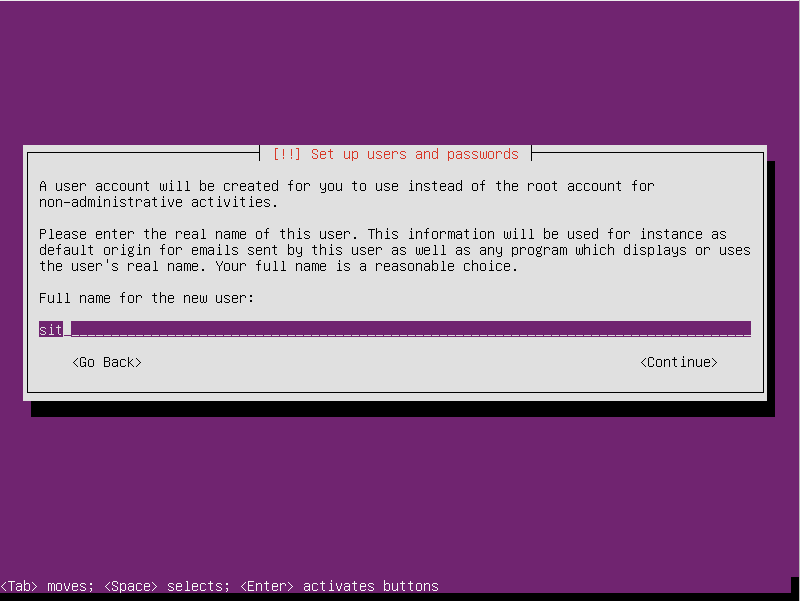 [!!] Set up users and passwords
A user account will be created for you to use instead of the root account for
non-administrative activities.
Please enter the real name of this user. This information will be used for instance as
default origin for emails sent by this user as well as any program which displays or uses
the user's real name. Your full name is a reasonable choice.
Full name for the new user:
sit
<Go Back> <Continue>
<Tab> moves; <Space> selects; <Enter> activates buttons